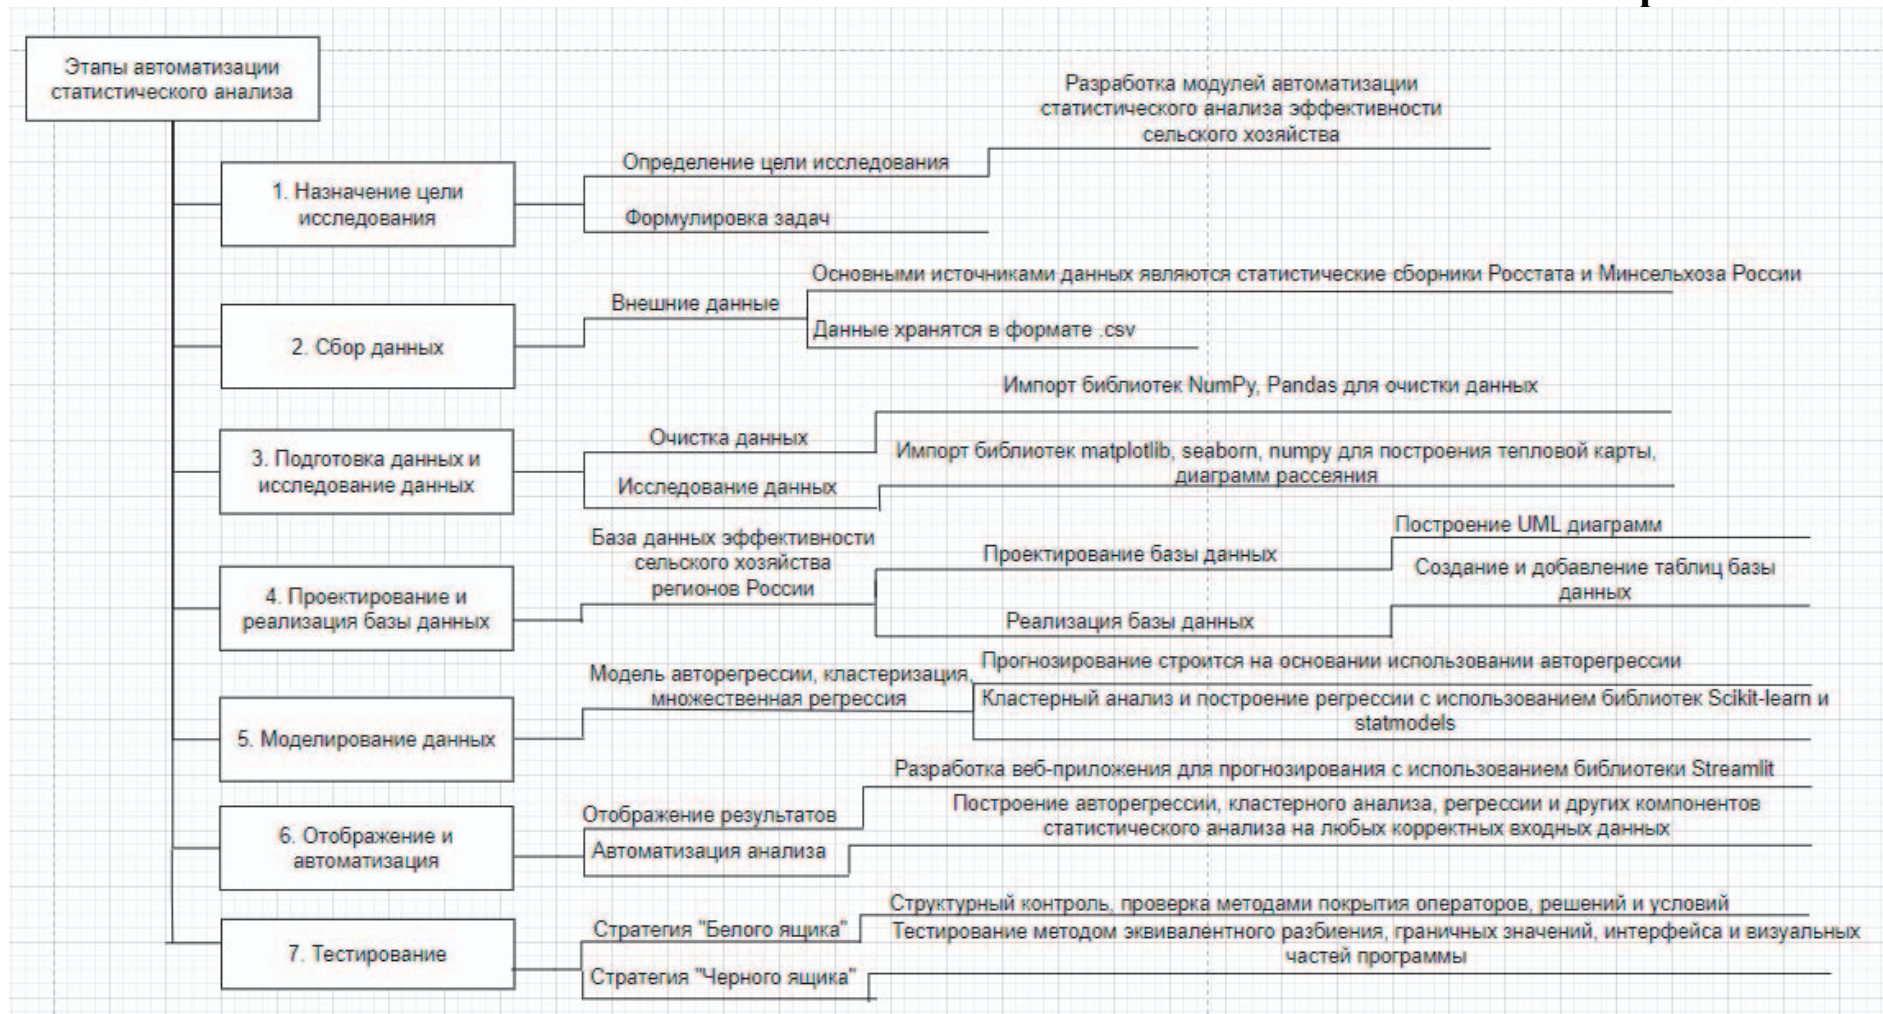 Этапы автоматизации
статистического анализа
Разработка модулей автоматизации
статистического анализа эффективности
сельского хозяйства
Определение цели исследования
1. Назначение цели
исследования
Формулировка задач
Основными источниками данных являются статистические сборники Росстата и Минсельхоза России
Внешние данные
Данные хранятся в формате .csv
2. Сбор данных
Импорт библиотек NumPy, Pandas для очистки данных
Очистка данных
Импорт библиотек matplotlib, seaborn, numpy для построения тепловой карты,
диаграмм рассеяния
3. Подготовка данных и
исследование данных
Исследование данных
База данных эффективности
сельского хозяйства
регионов России
Построение UML диаграмм
Проектирование базы данных
Создание и добавление таблиц базы
данных
4. Проектирование и
реализация базы данных
Реализация базы данных
Модель авторегрессии, кластеризация,
множественная регрессия
Прогнозирование строится на основании использовании авторегрессии
Кластерный анализ и построение регрессии с использованием библиотек Scikit-learn и
statmodels
5. Моделирование данных
Разработка веб-приложения для прогнозирования с использованием библиотеки Streamlit
Отображение результатов
Построение авторегрессии, кластерного анализа, регрессии и других компонентов
статистического анализа на любых корректных входных данных
6. Отображение и
автоматизация
Автоматизация анализа
Структурный контроль, проверка методами покрытия операторов, решений и условий
Стратегия "Белого ящика"
Тестирование методом эквивалентного разбиения, граничных значений, интерфейса и визуальных
частей программы
7. Тестирование
Стратегия "Черного ящика"